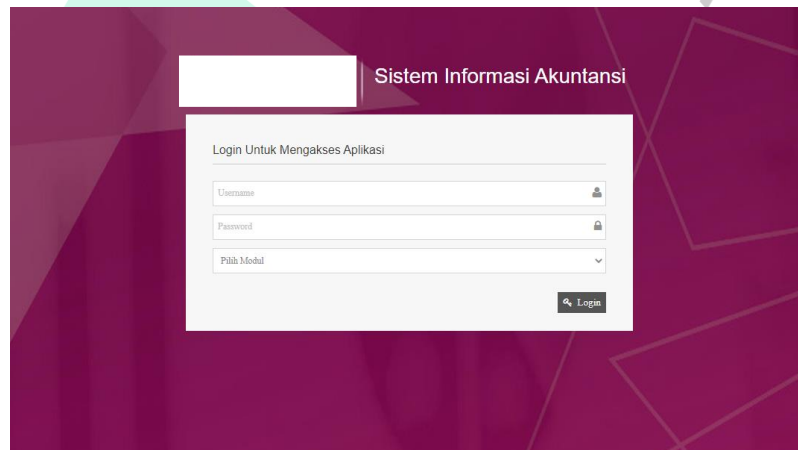 Sistem Informasi Akuntansi
Login Untuk Mengakses Aplikasi
Username
Password
Pilih Modul
Login